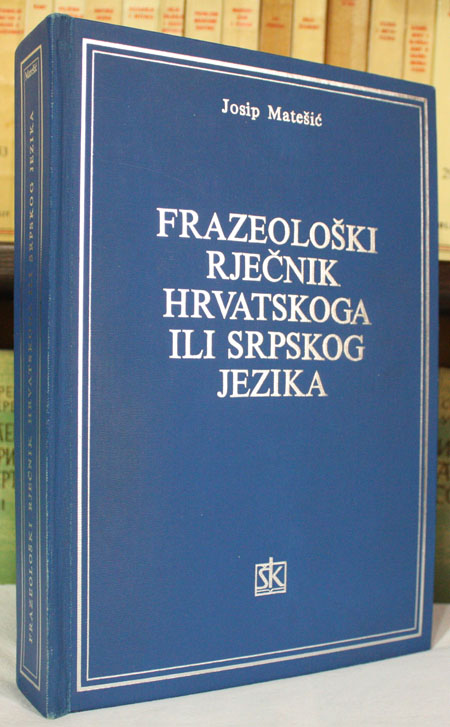 Josip Matešić
FRAZEOLOŠKI
RJEČNIK
HRVATSKOGA
ILI SRPSKOG
JEZIKA
ŠK
Matešić
FRAZEOLOŠKI RJEČNIK HRVATSKOGA ILI SRPSKOG JEZIKA